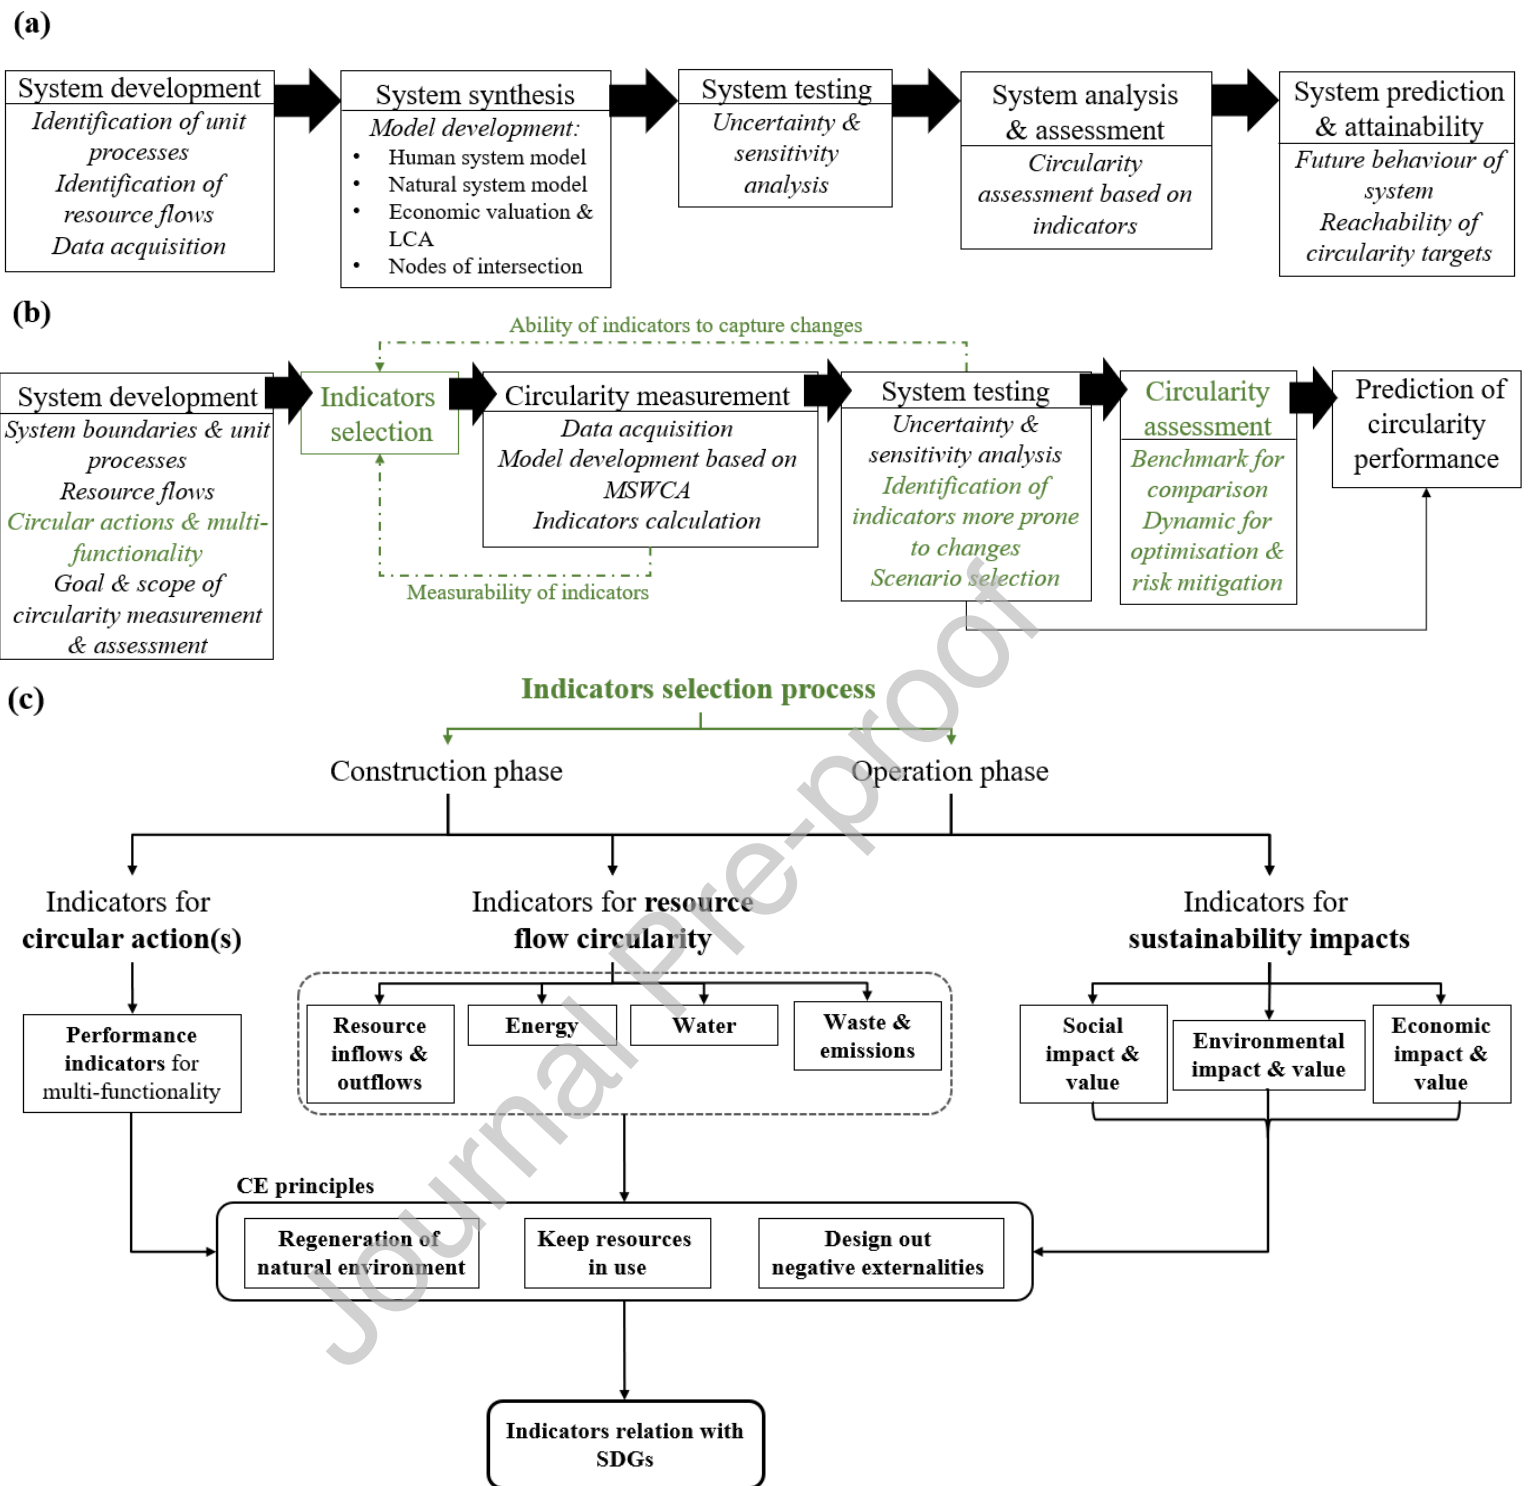 (a)
System development
Identification of unit
processes
Identification of
resource flows
Data acquisition
System synthesis
Model development:
• Human system model
• Natural system model
• Economic valuation &
LCA
• Nodes of intersection
System testing
Uncertainty &
sensitivity
analysis
System analysis
& assessment
Circularity
assessment based on
indicators
System prediction
& attainability
Future behaviour of
system
Reachability of
circularity targets
(b)
Ability of indicators to capture changes
System development
System boundaries & unit
processes
Resource flows
Circular actions & multi-
functionality
Goal & scope of
circularity measurement
& assessment
Indicators
selection
Circularity measurement
Data acquisition
Model development based on
MSWCA
Indicators calculation
Measurability of indicators
System testing
Uncertainty &
sensitivity analysis
Identification of
indicators more prone
to changes
Scenario selection
Circularity
assessment
Benchmark for
comparison
Dynamic for
optimisation &
risk mitigation
Prediction of
circularity
performance
(c)
Indicators selection process
Construction phase
Operation phase
Indicators for
circular action(s)
Indicators for resource
flow circularity
Indicators for
sustainability impacts
Performance
indicators for
multi-functionality
Resource
inflows &
outflows
Energy
Water
Waste &
emissions
Social
impact &
value
Environmental
impact & value
Economic
impact &
value
CE principles
Regeneration of
natural environment
Keep resources
in use
Design out
negative externalities
Indicators relation with
SDGs
Journal Pre-proof